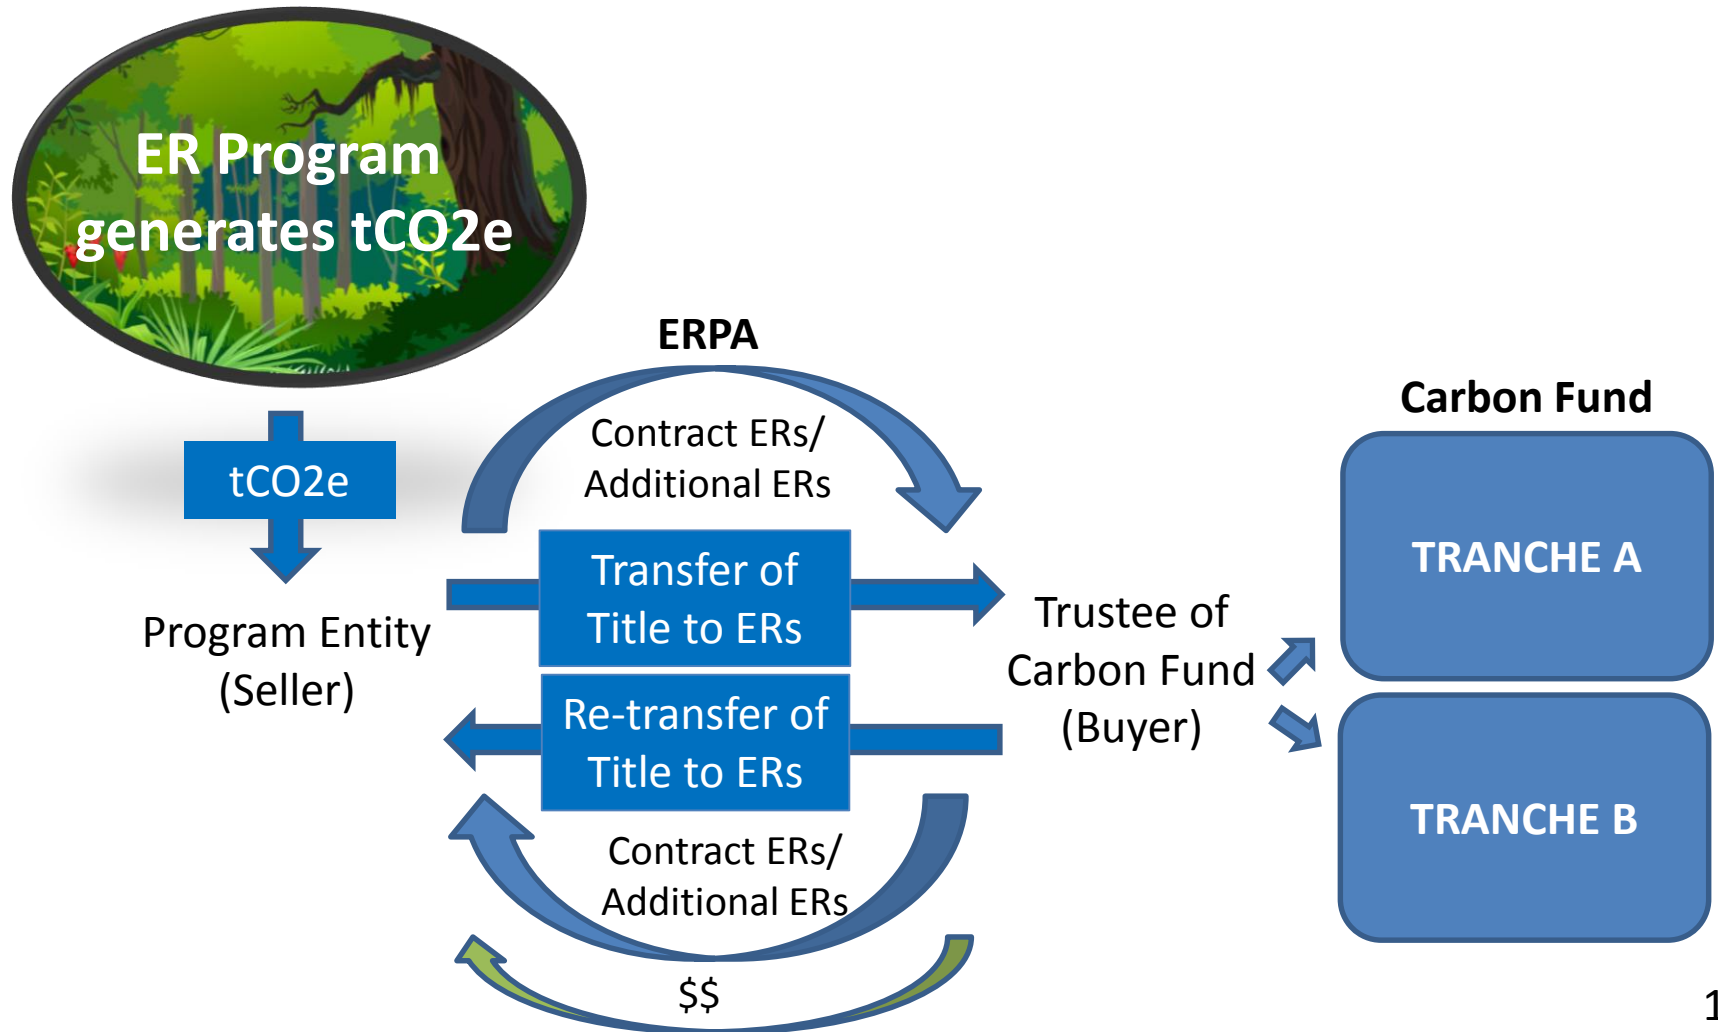 ER Program
generates tCO2e
ERPA
Carbon Fund
Contract ERs/
Additional ERs
tCO2e
TRANCHE A
Transfer of
Title to ERs
Program Entity
(Seller)
Trustee of
Carbon Fund
(Buyer)
Re-transfer of
Title to ERs
TRANCHE B
Contract ERs/
Additional ERs
$$
1